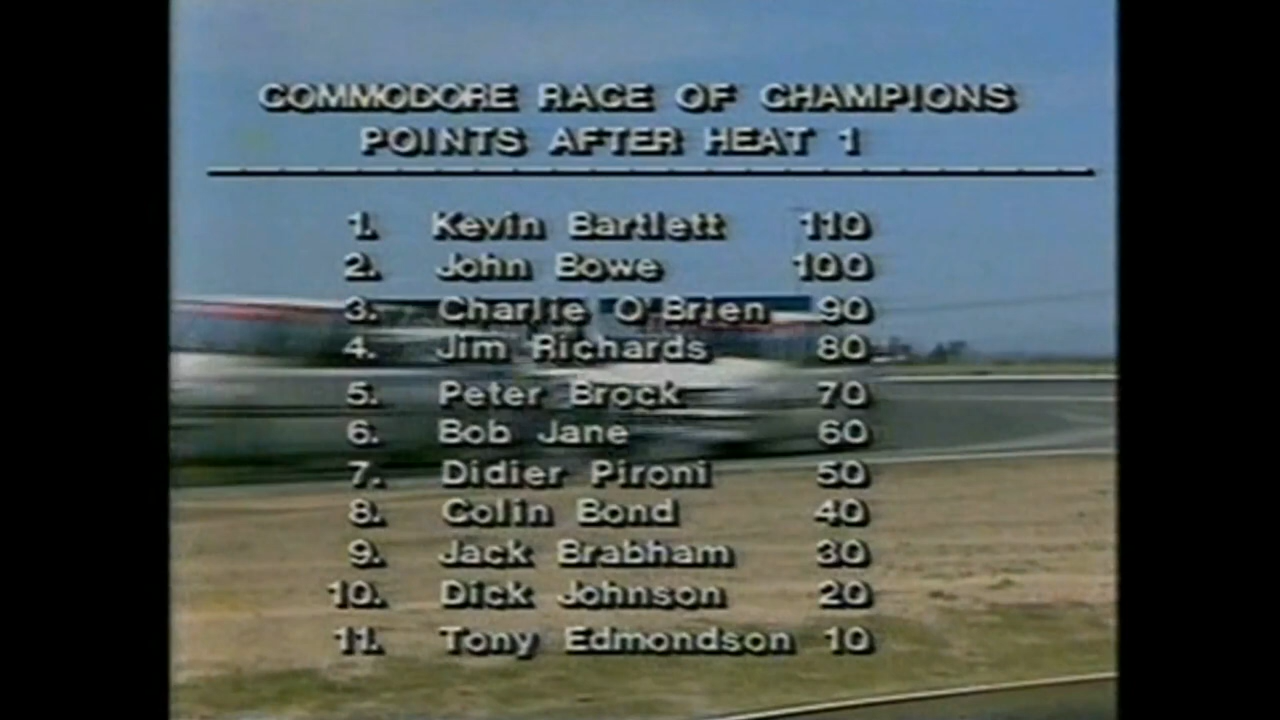 COMMODORE RACE OF CHAMPIONS
POINTS AFTER HEAT 1
1. Kevin Bartlett 110
2. John Bowe 100
3. Charlie O'Brien 90
4. Jim Richards 80
5. Peter Brock 70
6. Bob Jane 60
7. Didier Pironi 50
8. Colin Bond 40
9. Jack Brabham 30
10. Dick Johnson 20
11. Tony Edmondson 10